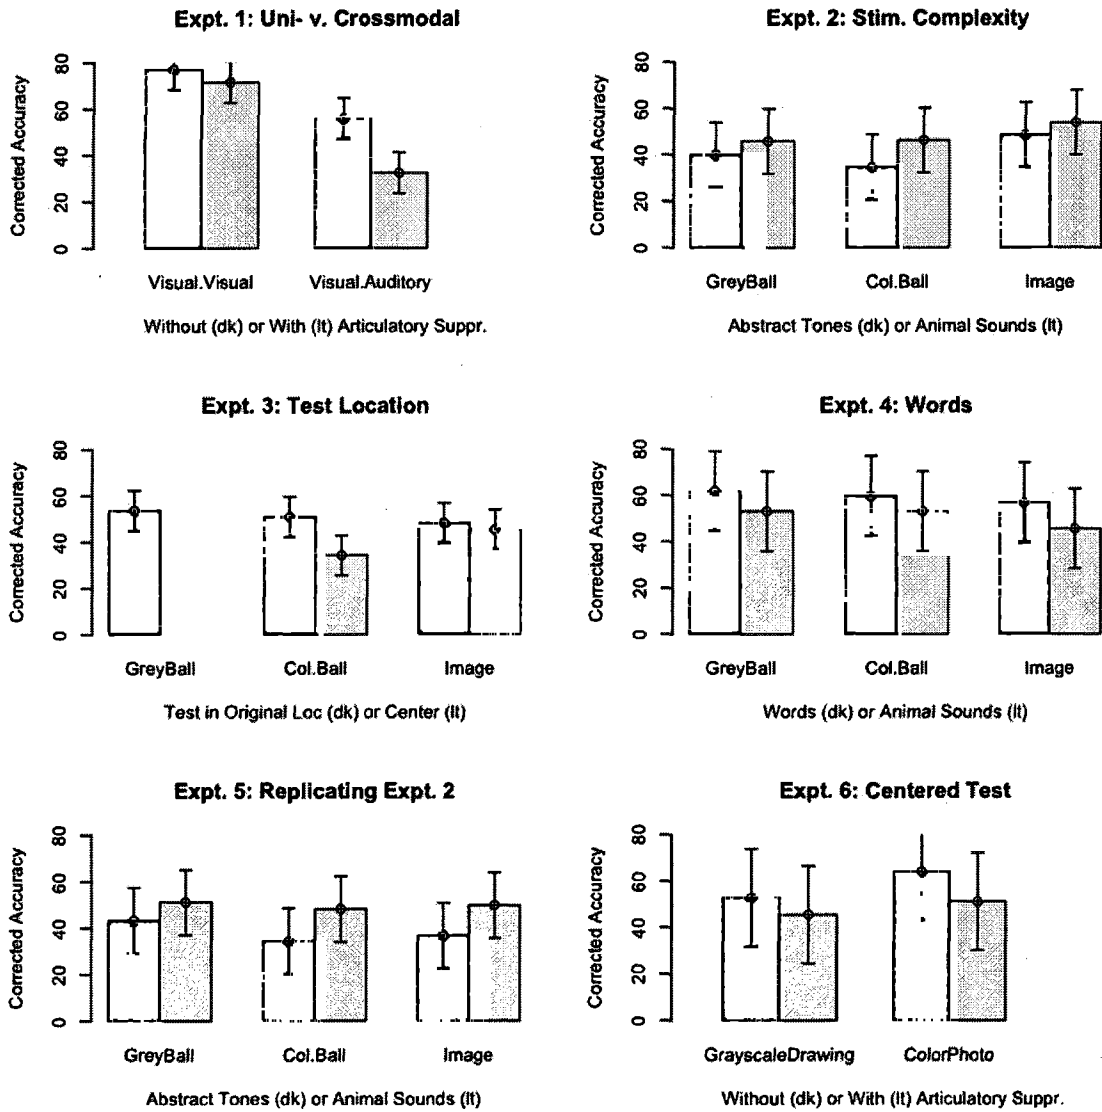 Expt. 1: Uni- v. Crossmodal
Corrected Accuracy
80
60
40
20
0
Visual.Visual
Visual.Auditory
Without (dk) or With (lt) Articulatory Suppr.
Expt. 2: Stim. Complexity
Corrected Accuracy
80
60
40
20
0
GreyBall
Col.Ball
Image
Abstract Tones (dk) or Animal Sounds (lt)
Expt. 3: Test Location
Corrected Accuracy
80
60
40
20
0
GreyBall
Col.Ball
Image
Test in Original Loc (dk) or Center (lt)
Expt. 4: Words
Corrected Accuracy
80
60
40
20
0
GreyBall
Col.Ball
Image
Words (dk) or Animal Sounds (lt)
Expt. 5: Replicating Expt. 2
Corrected Accuracy
80
60
40
20
0
GreyBall
Col.Ball
Image
Abstract Tones (dk) or Animal Sounds (lt)
Expt. 6: Centered Test
Corrected Accuracy
80
60
40
20
0
GrayscaleDrawing
ColorPhoto
Without (dk) or With (lt) Articulatory Suppr.